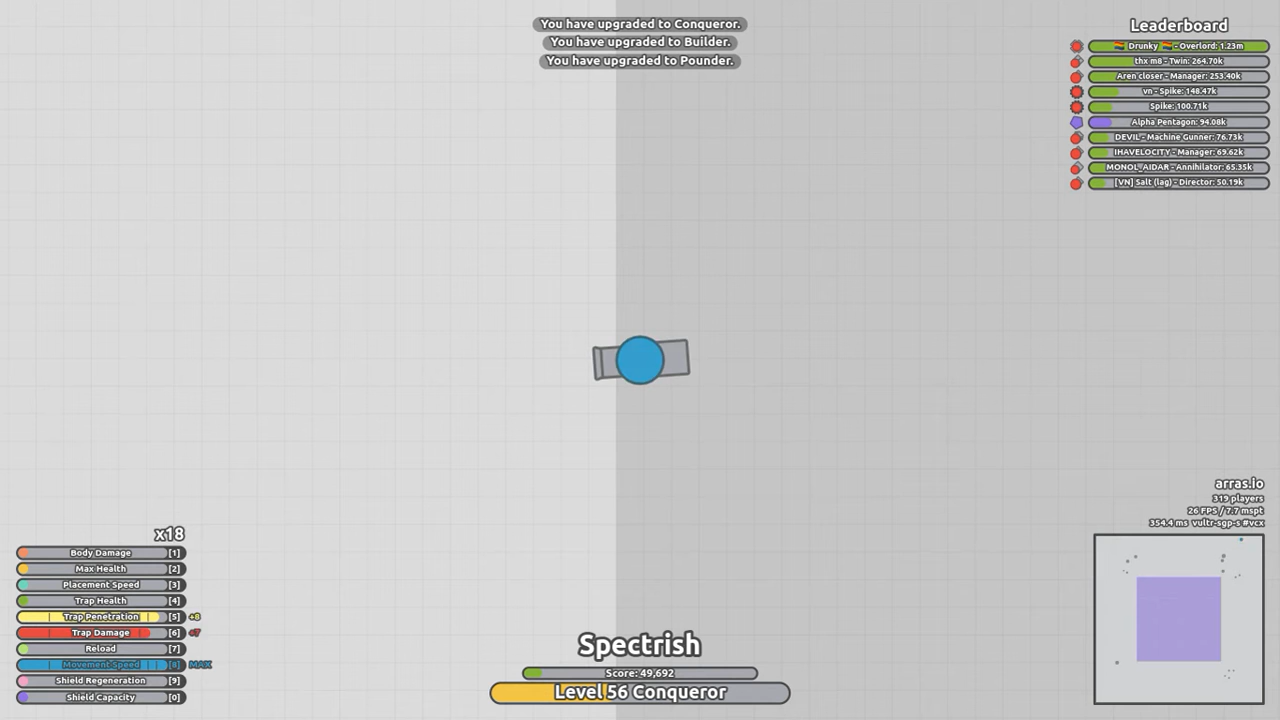 You have upgraded to Conqueror.
You have upgraded to Builder.
You have upgraded to Pounder.
Leaderboard
🏳️‍🌈 Drunky 🏳️‍🌈 - Overlord: 1.23m
thx m8 - Twin: 264.70k
Aren closer - Manager: 253.40k
vn - Spike: 148.47k
Spike: 100.71k
Alpha Pentagon: 94.08k
DEVIL - Machine Gunner: 76.73k
IHAVELOCITY - Manager: 69.62k
MONOL_AIDAR - Annihilator: 65.35k
[VN] Salt (lag) - Director: 50.19k
x18
Body Damage [1]
Max Health [2]
Placement Speed [3]
Trap Health [4]
Trap Penetration [5] +8
Trap Damage [6] +7
Reload [7]
Movement Speed [8] MAX
Shield Regeneration [9]
Shield Capacity [0]
Spectrish
Score: 49,692
Level 56 Conqueror
arras.io
319 players
26 FPS / 7.7 mspt
354.4 ms vultr-sgp-s #vcx